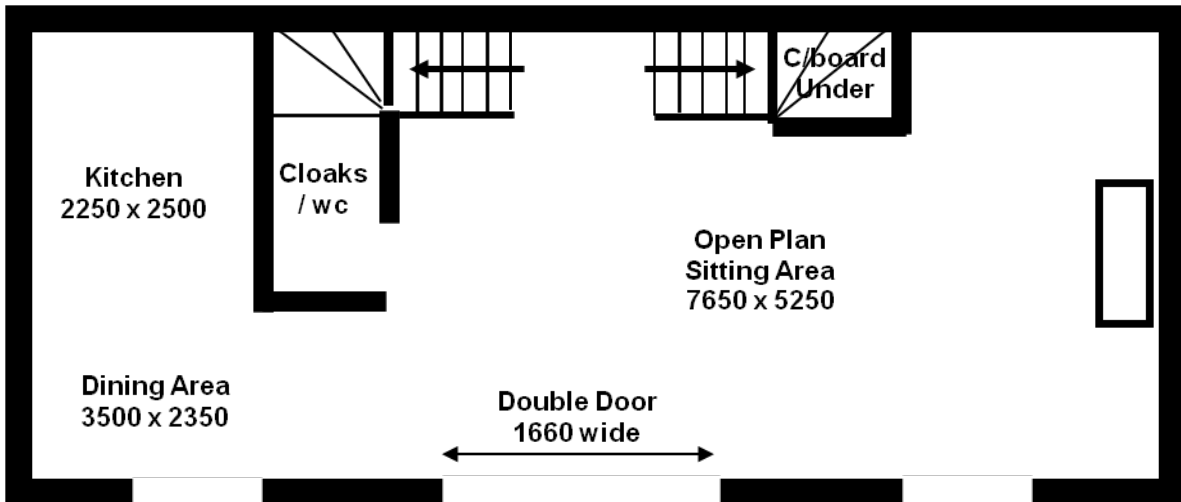 C/board
Under
Kitchen
2250 x 2500
Cloaks
/ wc
Open Plan
Sitting Area
7650 x 5250
Dining Area
3500 x 2350
Double Door
1660 wide